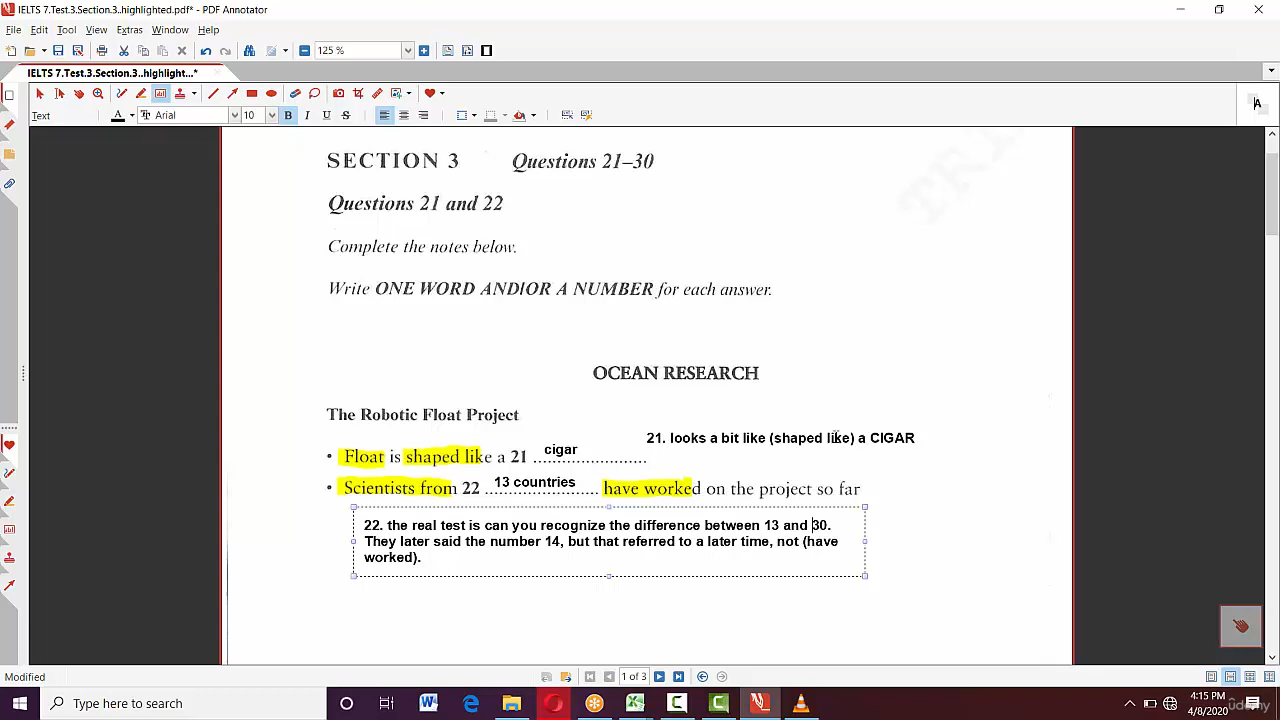 IELTS 7.Test.3.Section.3.highlighted.pdf* - PDF Annotator
File Edit Tool View Extras Window Help
125 %
IELTS 7.Test.3.Section.3..highlight...*
Text A Arial 10 B I U S
A
SECTION 3 Questions 21–30
Questions 21 and 22
Complete the notes below.
Write ONE WORD AND/OR A NUMBER for each answer.
OCEAN RESEARCH
The Robotic Float Project
21. looks a bit like (shaped like) a CIGAR
• Float is shaped like a 21 cigar
• Scientists from 22 13 countries have worked on the project so far
22. the real test is can you recognize the difference between 13 and 30.
They later said the number 14, but that referred to a later time, not (have
worked).
Modified 1 of 3
Type here to search
4:15 PM
4/8/2020
ûdemy